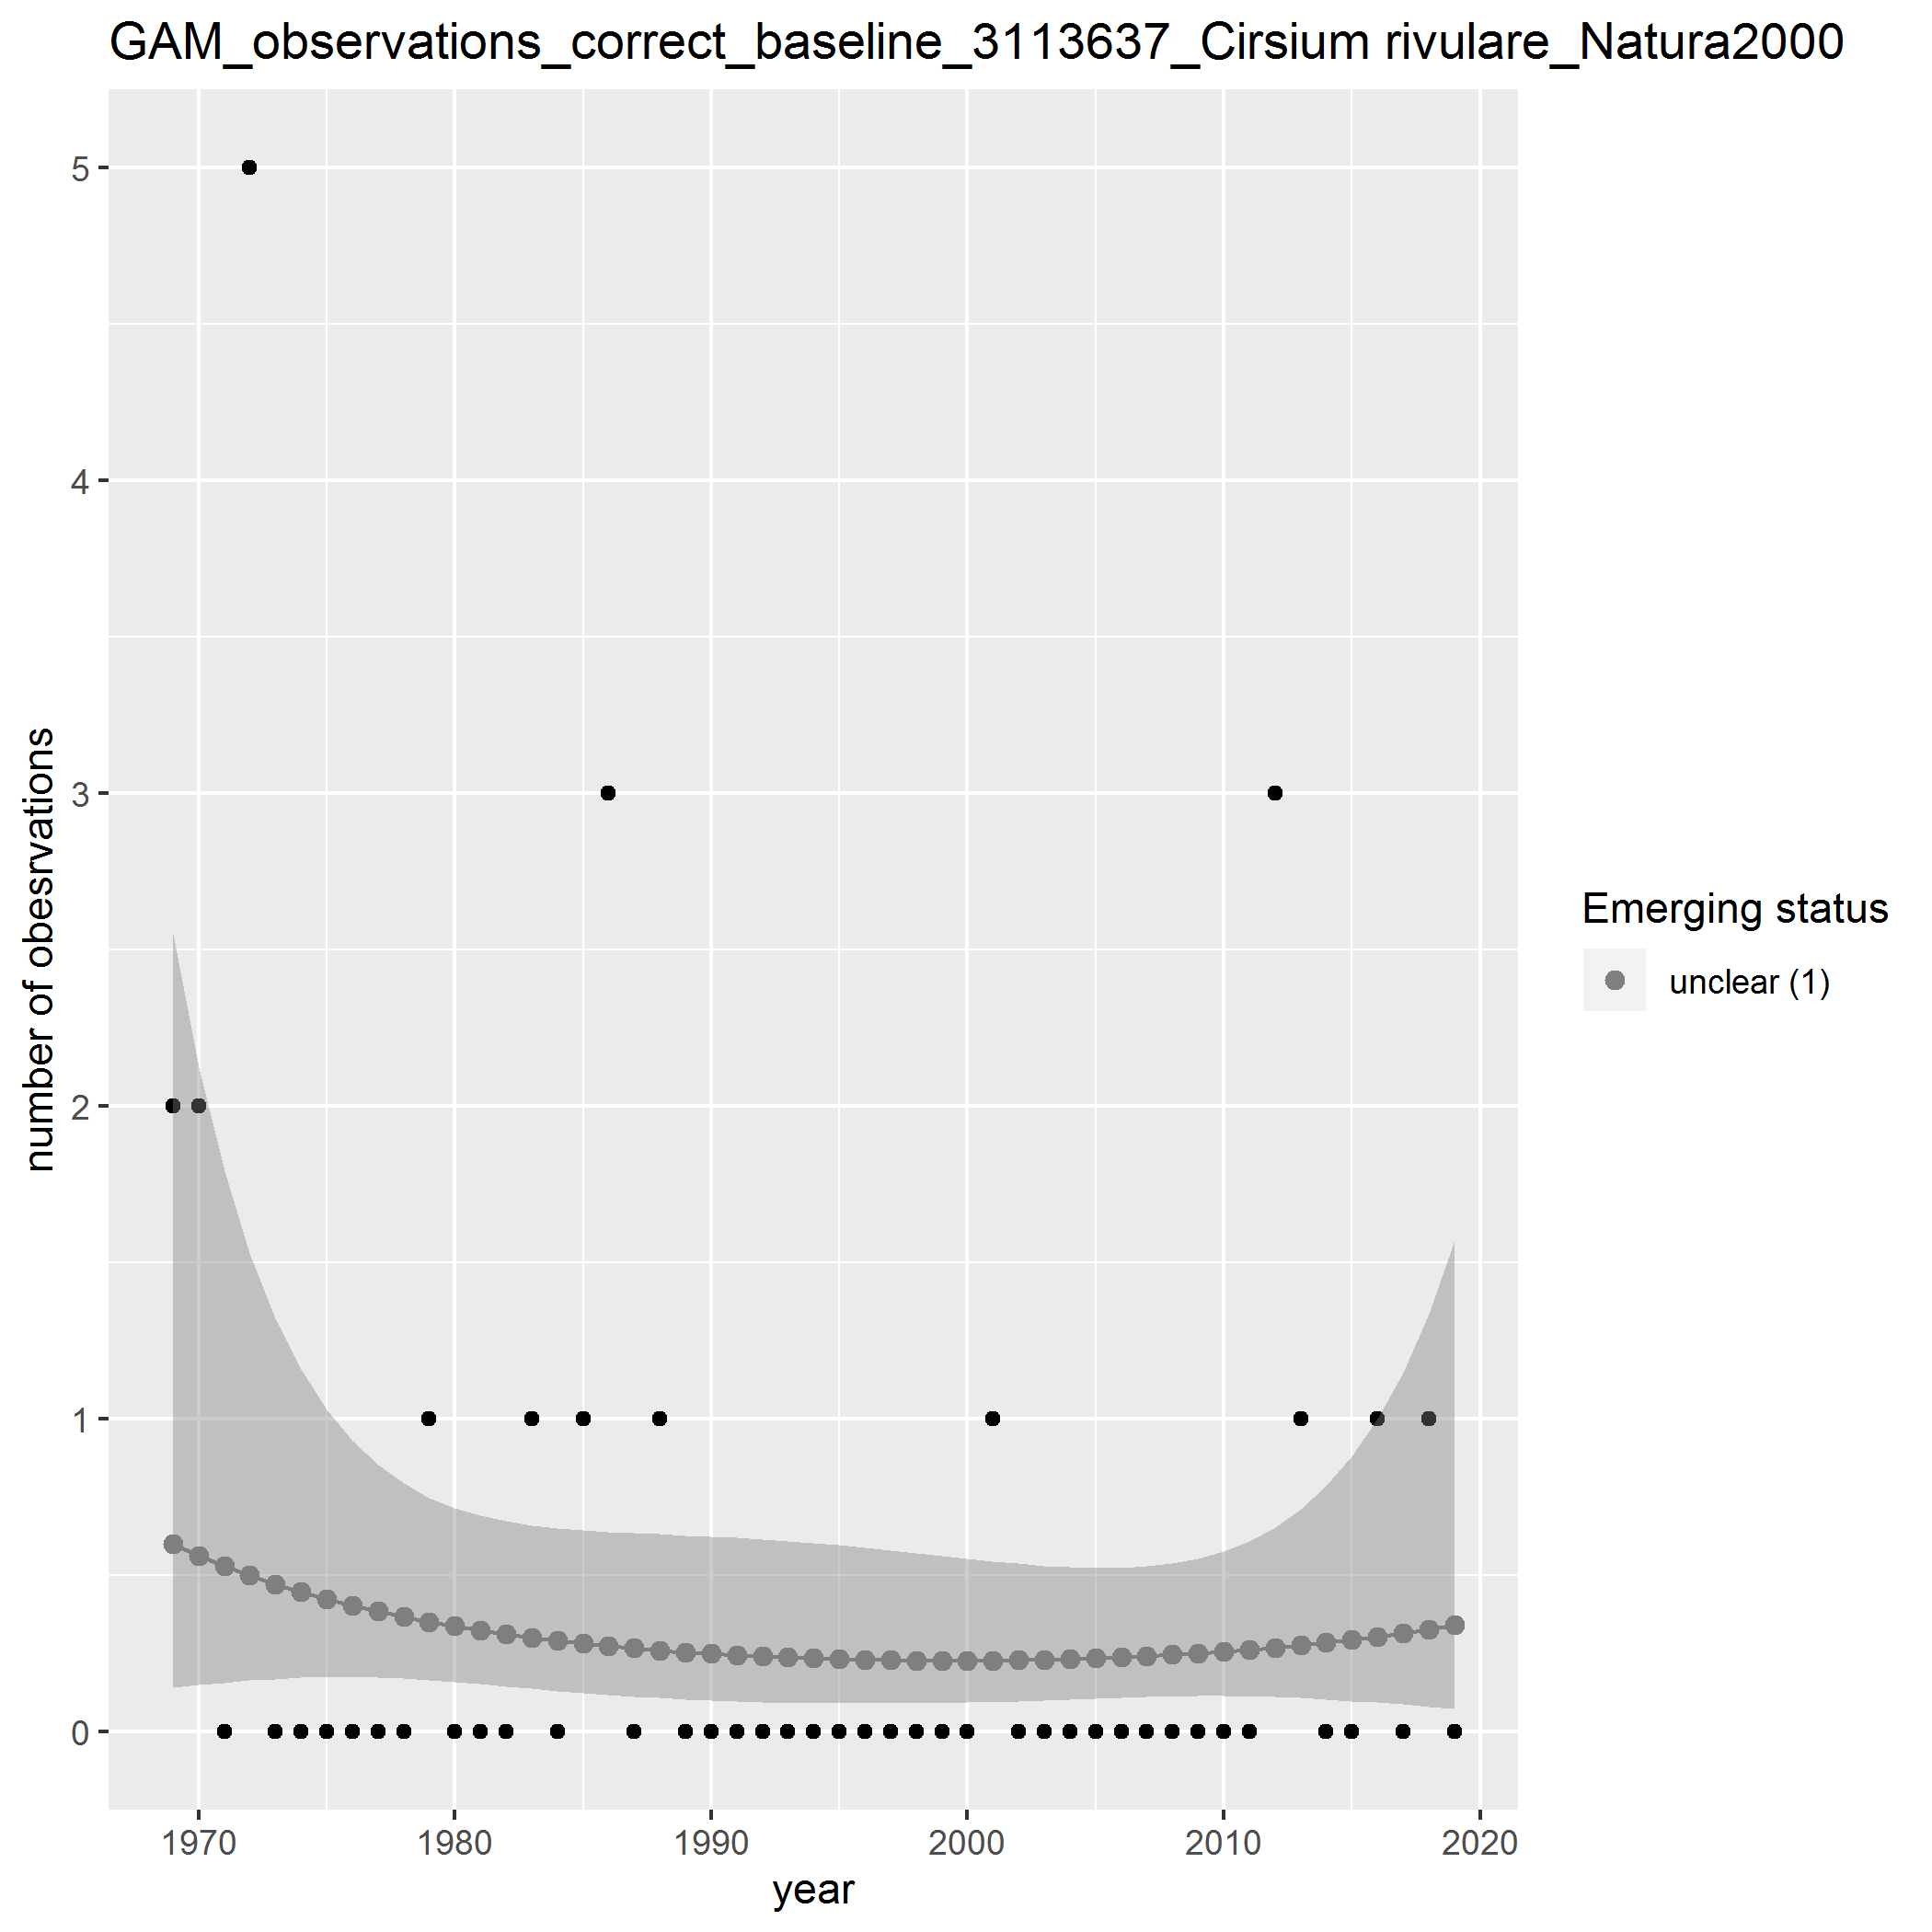 GAM_observations_correct_baseline_3113637_Cirsium rivulare_Natura2000
number of obesrvations
5
4
3
2
1
0
1970 1980 1990 2000 2010 2020
year
Emerging status
unclear (1)